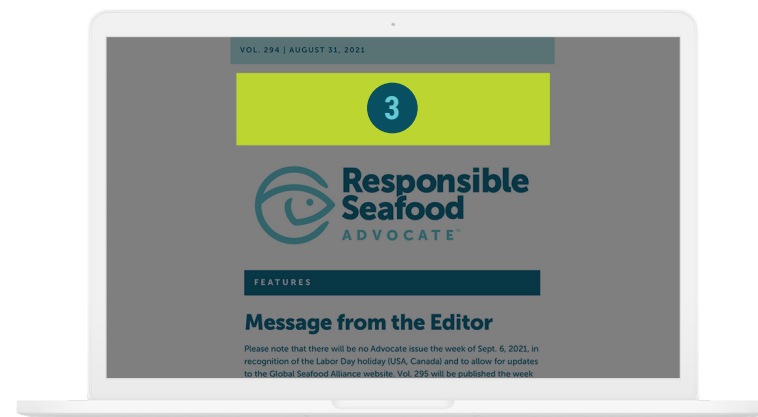 VOL. 294 | AUGUST 31, 2021
3
Responsible
Seafood
ADVOCATE™
FEATURES
Message from the Editor
Please note that there will be no Advocate issue the week of Sept. 6, 2021, in
recognition of the Labor Day holiday (USA, Canada) and to allow for updates
to the Global Seafood Alliance website. Vol. 295 will be published the week